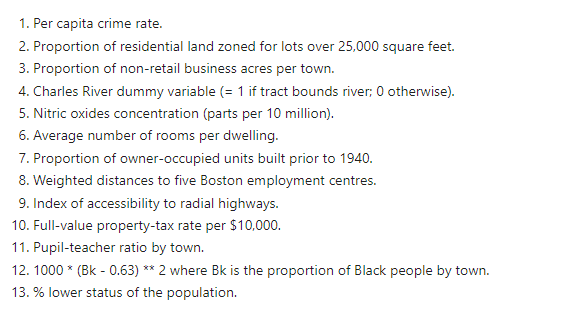 1. Per capita crime rate.
2. Proportion of residential land zoned for lots over 25,000 square feet.
3. Proportion of non-retail business acres per town.
4. Charles River dummy variable (= 1 if tract bounds river; 0 otherwise).
5. Nitric oxides concentration (parts per 10 million).
6. Average number of rooms per dwelling.
7. Proportion of owner-occupied units built prior to 1940.
8. Weighted distances to five Boston employment centres.
9. Index of accessibility to radial highways.
10. Full-value property-tax rate per $10,000.
11. Pupil-teacher ratio by town.
12. 1000 * (Bk - 0.63) ** 2 where Bk is the proportion of Black people by town.
13. % lower status of the population.